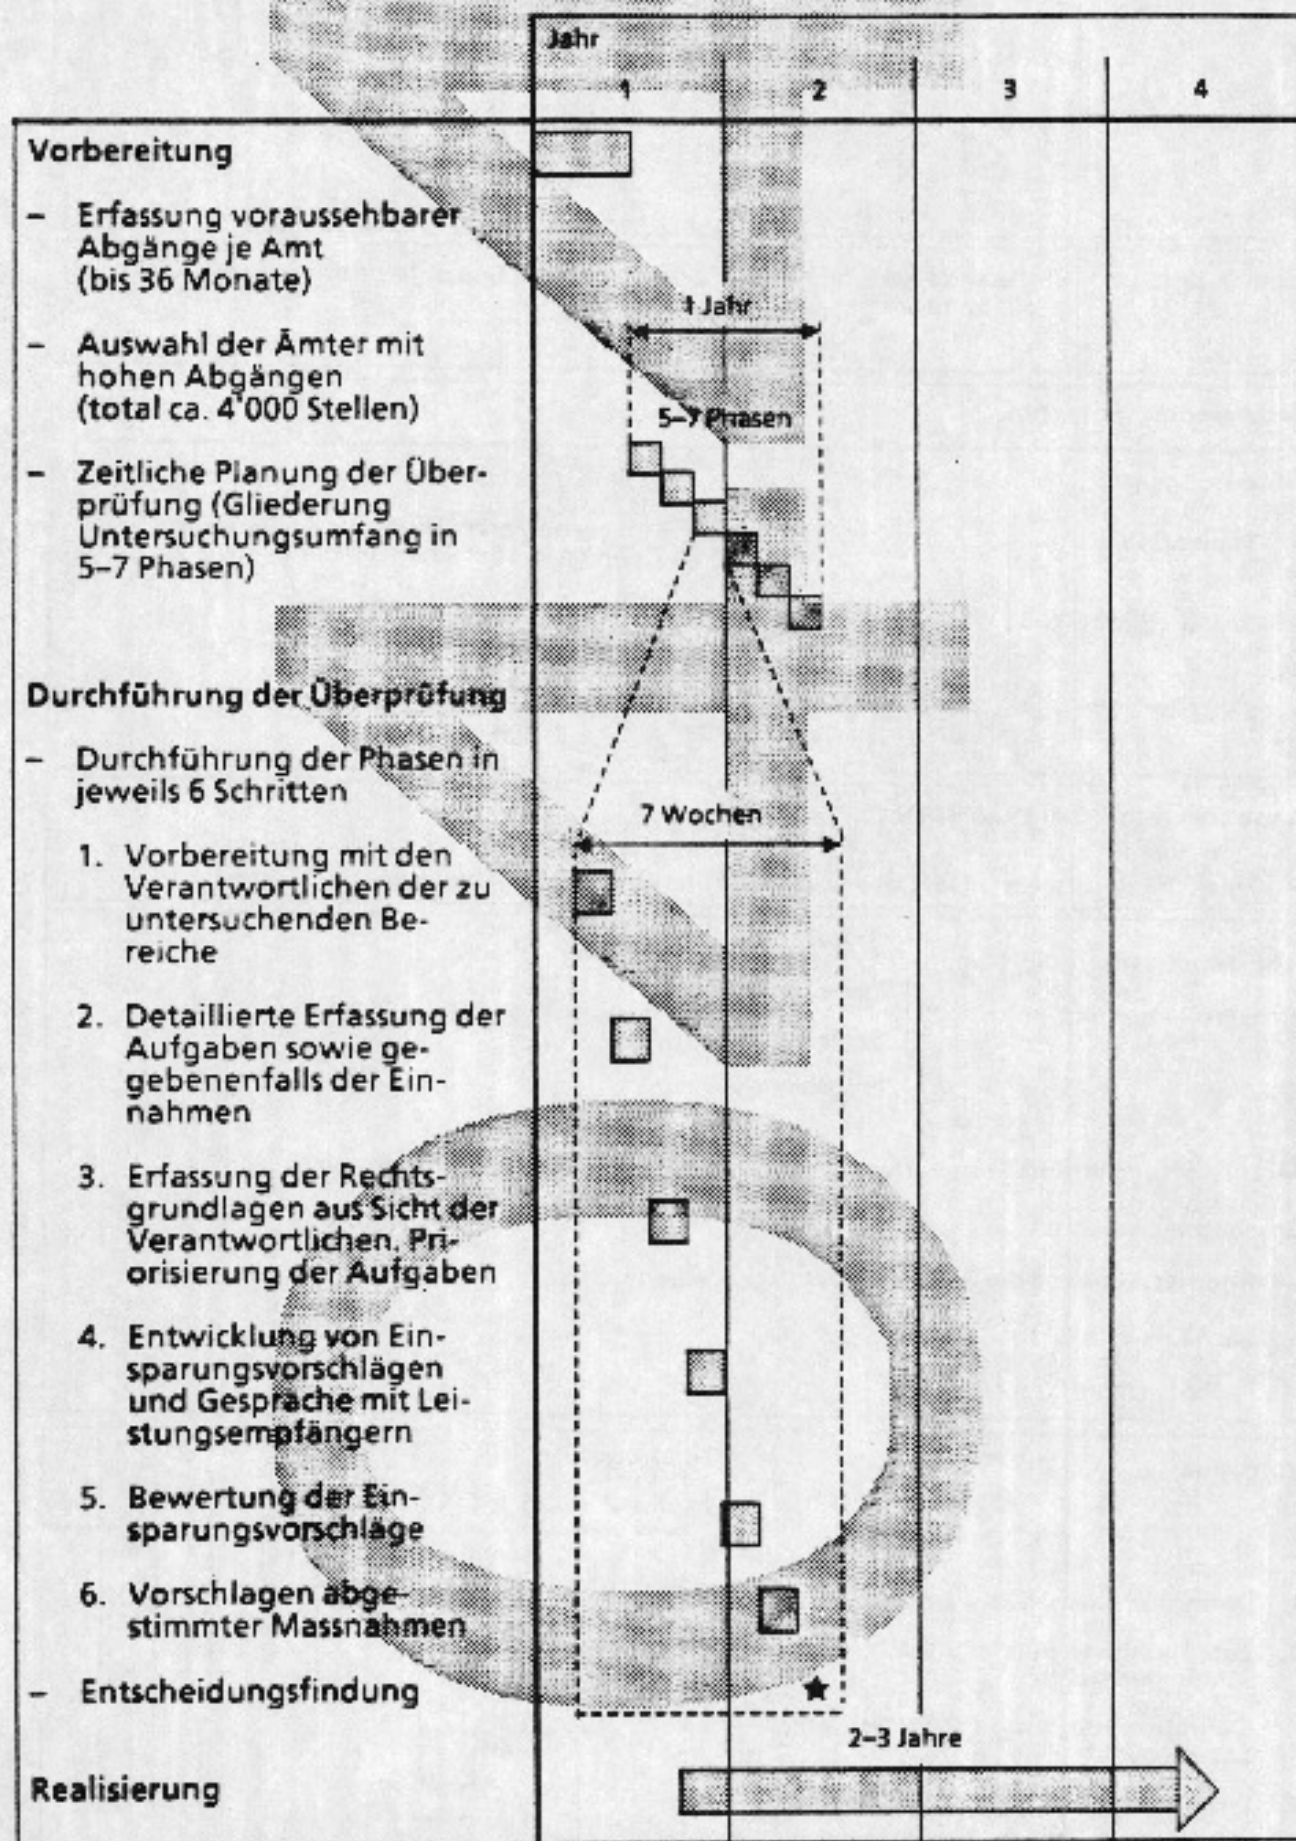 Jahr
1 2 3 4
Vorbereitung
– Erfassung voraussehbarer
Abgänge je Amt
(bis 36 Monate)
1 Jahr
– Auswahl der Ämter mit
hohen Abgängen
(total ca. 4'000 Stellen)
5–7 Phasen
– Zeitliche Planung der Über-
prüfung (Gliederung
Untersuchungsumfang in
5–7 Phasen)
Durchführung der Überprüfung
– Durchführung der Phasen in
jeweils 6 Schritten
7 Wochen
1. Vorbereitung mit den
Verantwortlichen der zu
untersuchenden Be-
reiche
2. Detaillierte Erfassung der
Aufgaben sowie ge-
gebenenfalls der Ein-
nahmen
3. Erfassung der Rechts-
grundlagen aus Sicht der
Verantwortlichen. Pri-
orisierung der Aufgaben
4. Entwicklung von Ein-
sparungsvorschlägen
und Gespräche mit Lei-
stungsempfängern
5. Bewertung der Ein-
sparungsvorschläge
6. Vorschlagen abge-
stimmter Massnahmen
– Entscheidungsfindung
2–3 Jahre
Realisierung